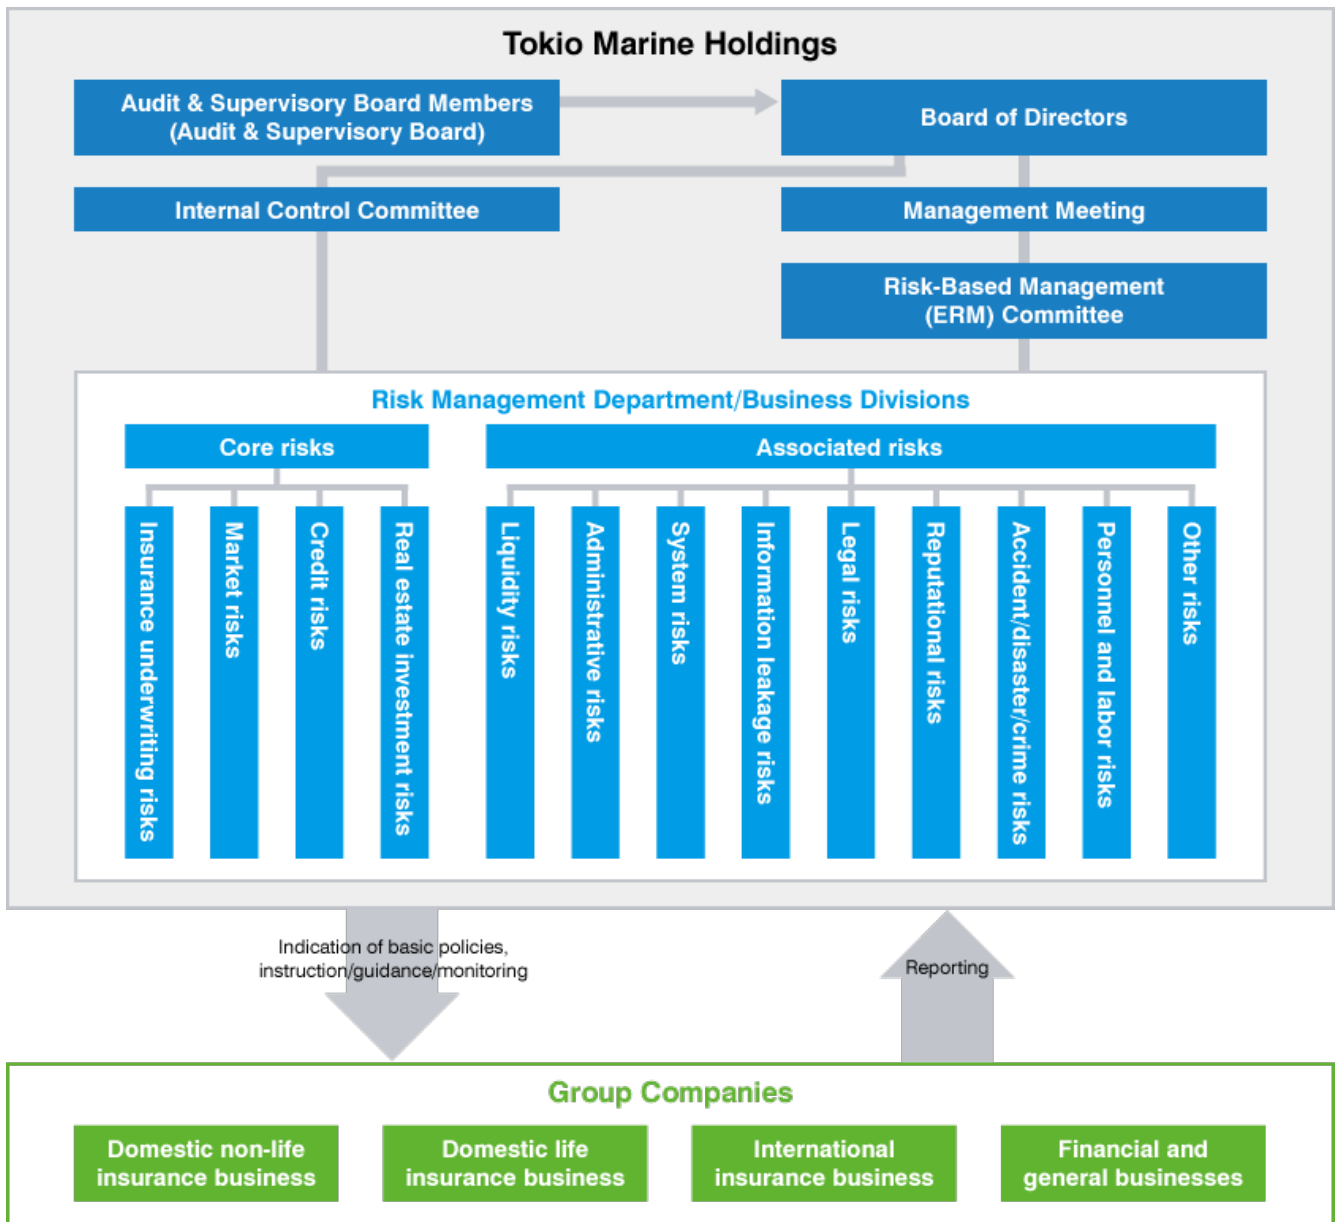 Tokio Marine Holdings
Audit & Supervisory Board Members
(Audit & Supervisory Board)
Board of Directors
Internal Control Committee
Management Meeting
Risk-Based Management
(ERM) Committee
Risk Management Department/Business Divisions
Core risks
Associated risks
Insurance underwriting risks
Market risks
Credit risks
Real estate investment risks
Liquidity risks
Administrative risks
System risks
Information leakage risks
Legal risks
Reputational risks
Accident/disaster/crime risks
Personnel and labor risks
Other risks
Indication of basic policies,
instruction/guidance/monitoring
Reporting
Group Companies
Domestic non-life
insurance business
Domestic life
insurance business
International
insurance business
Financial and
general businesses